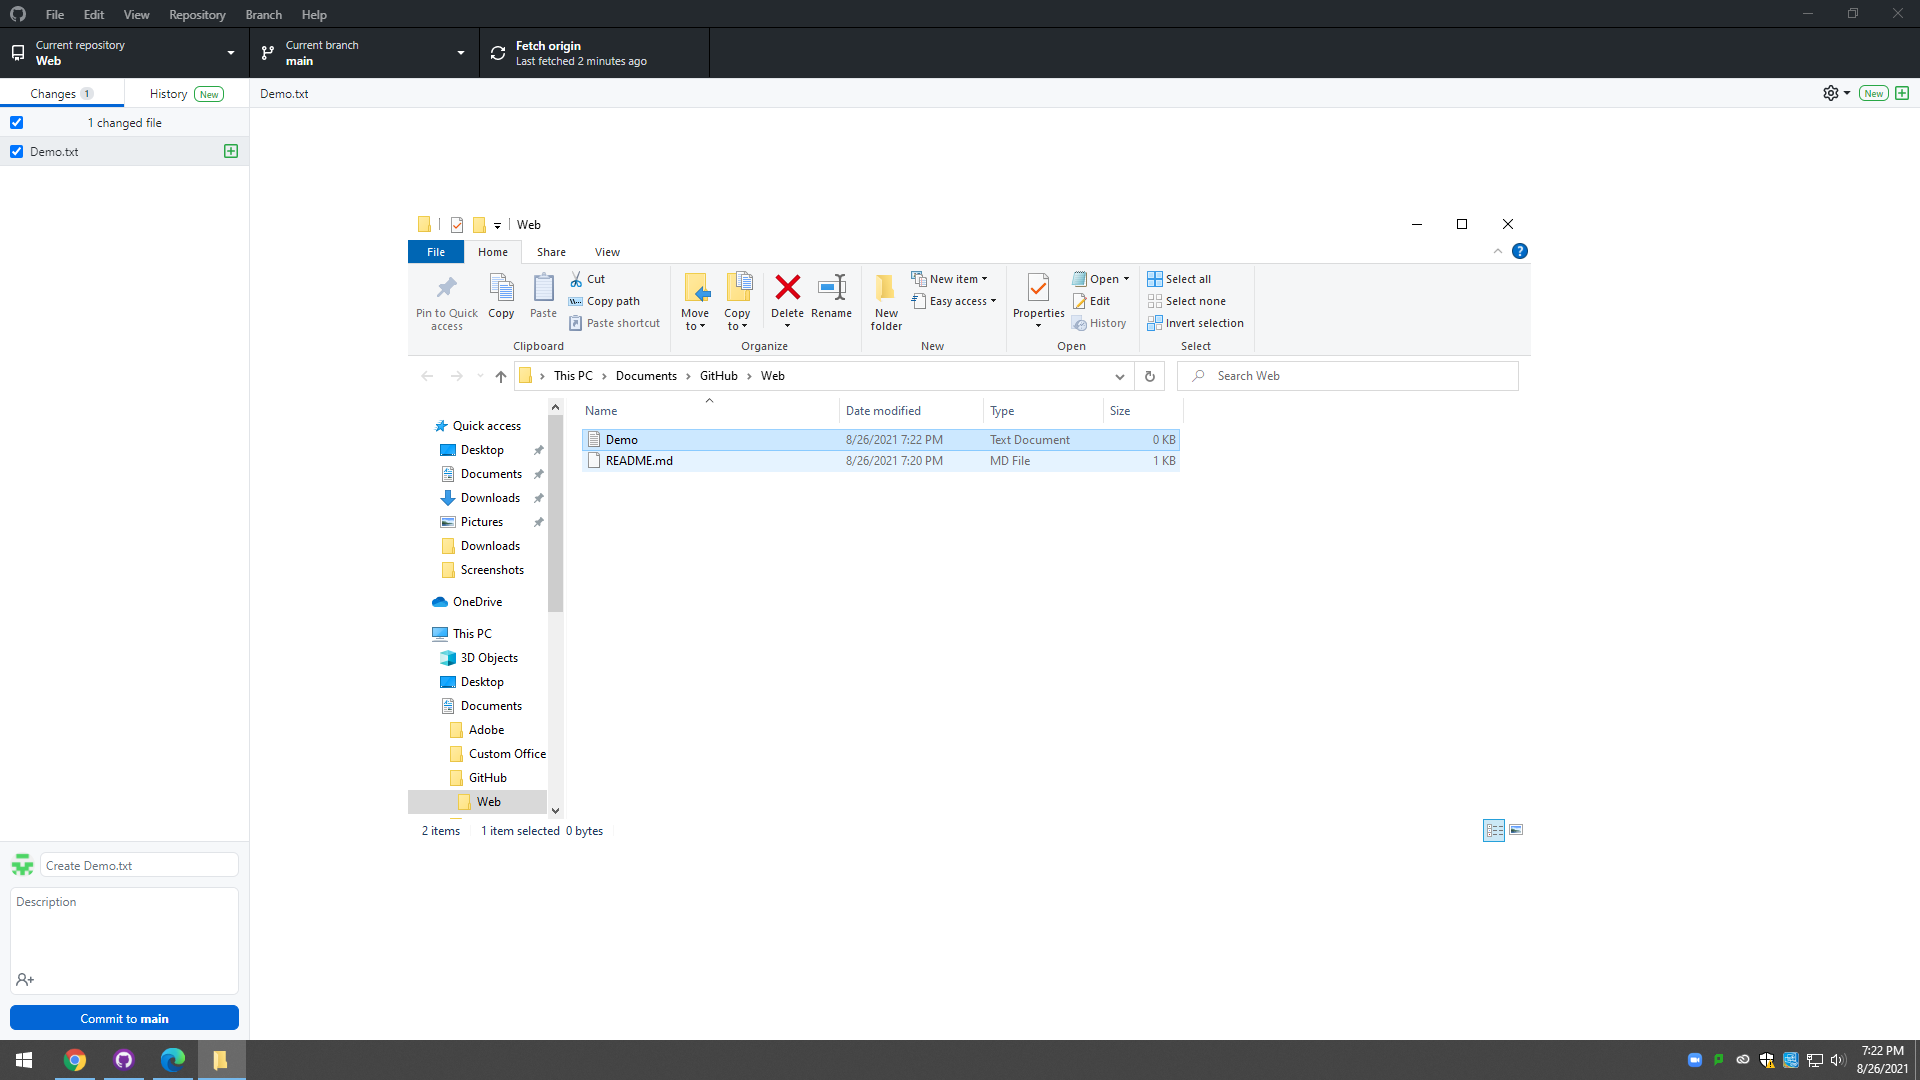 File Edit View Repository Branch Help
Current repository
Web
Current branch
main
Fetch origin
Last fetched 2 minutes ago
Changes 1
History New
Demo.txt
New
1 changed file
Demo.txt
Web
File Home Share View
Pin to Quick access
Copy
Paste
Cut
Copy path
Paste shortcut
Clipboard
Move to
Copy to
Delete
Rename
Organize
New folder
New item
Easy access
New
Properties
Open
Edit
History
Open
Select all
Select none
Invert selection
Select
This PC > Documents > GitHub > Web
Search Web
Quick access
Desktop
Documents
Downloads
Pictures
Downloads
Screenshots
OneDrive
This PC
3D Objects
Desktop
Documents
Adobe
Custom Office
GitHub
Web
Name Date modified Type Size
Demo 8/26/2021 7:22 PM Text Document 0 KB
README.md 8/26/2021 7:20 PM MD File 1 KB
2 items 1 item selected 0 bytes
Create Demo.txt
Description
Commit to main
7:22 PM
8/26/2021